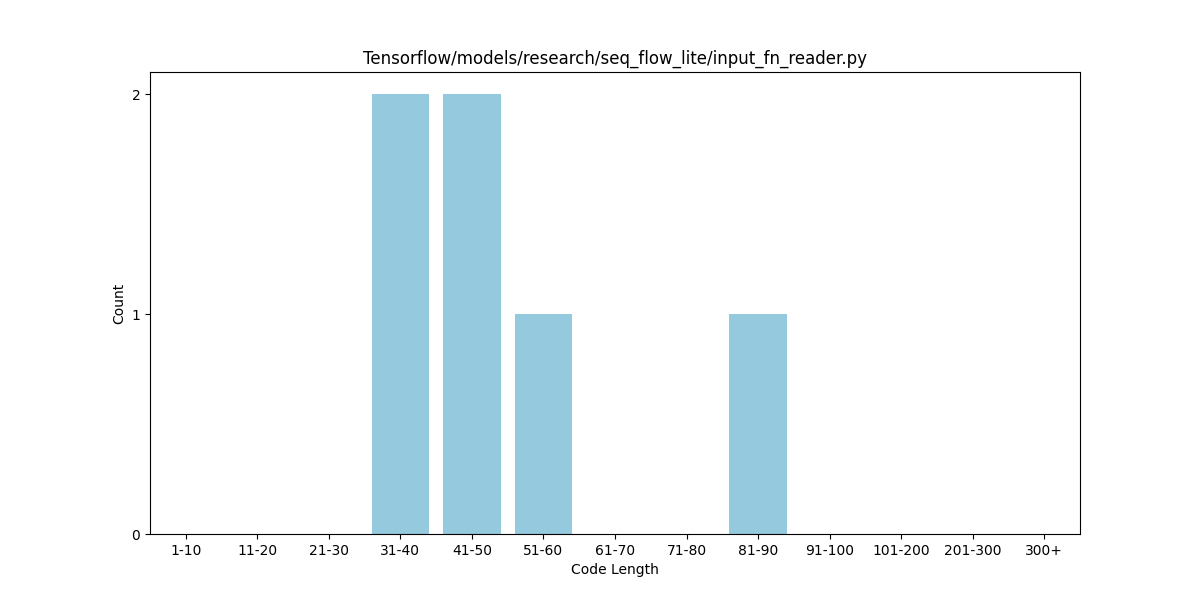 Tensorflow/models/research/seq_flow_lite/input_fn_reader.py
Count
2
1
0
1-10 11-20 21-30 31-40 41-50 51-60 61-70 71-80 81-90 91-100 101-200 201-300 300+
Code Length